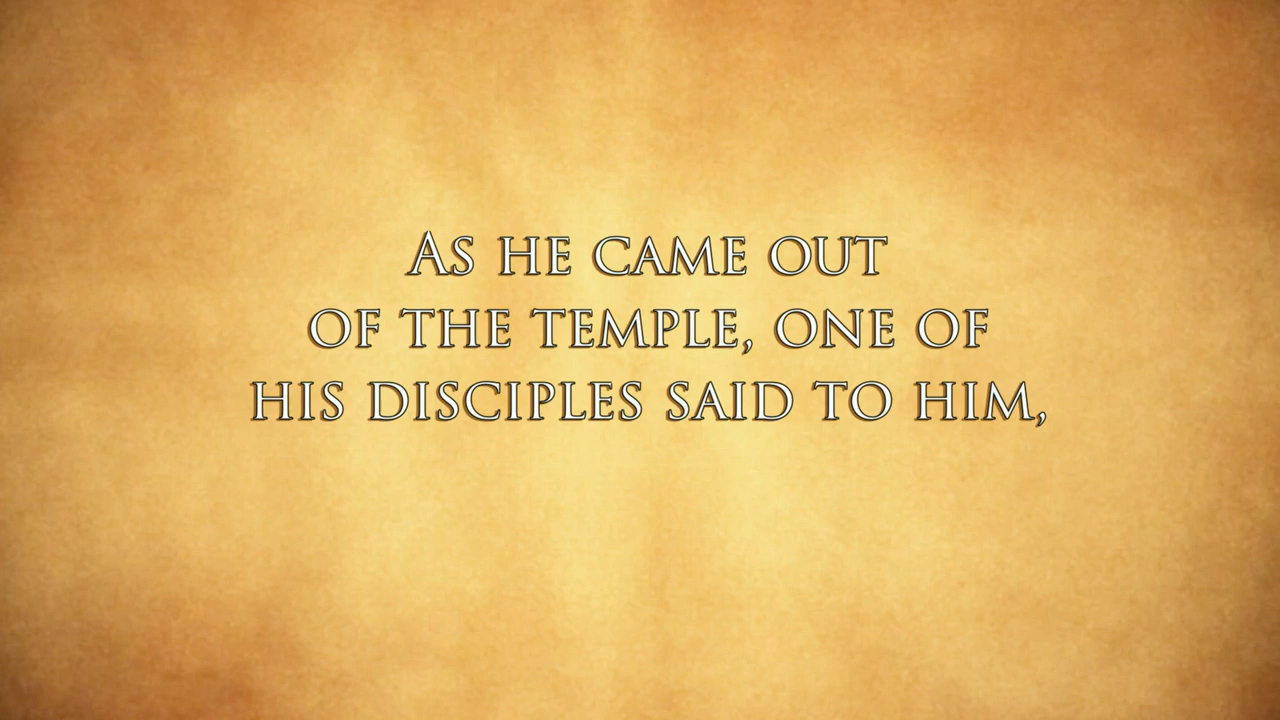 As he came out
of the temple, one of
his disciples said to him,